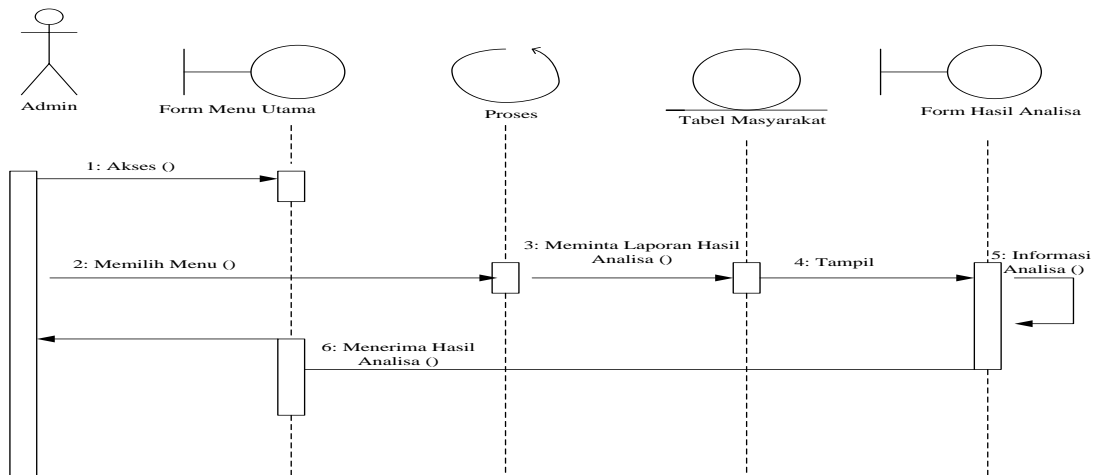 Admin
Form Menu Utama
Proses
Tabel Masyarakat
Form Hasil Analisa
1: Akses ()
2: Memilih Menu ()
3: Meminta Laporan Hasil
Analisa ()
4: Tampil
5: Informasi
Analisa ()
6: Menerima Hasil
Analisa ()